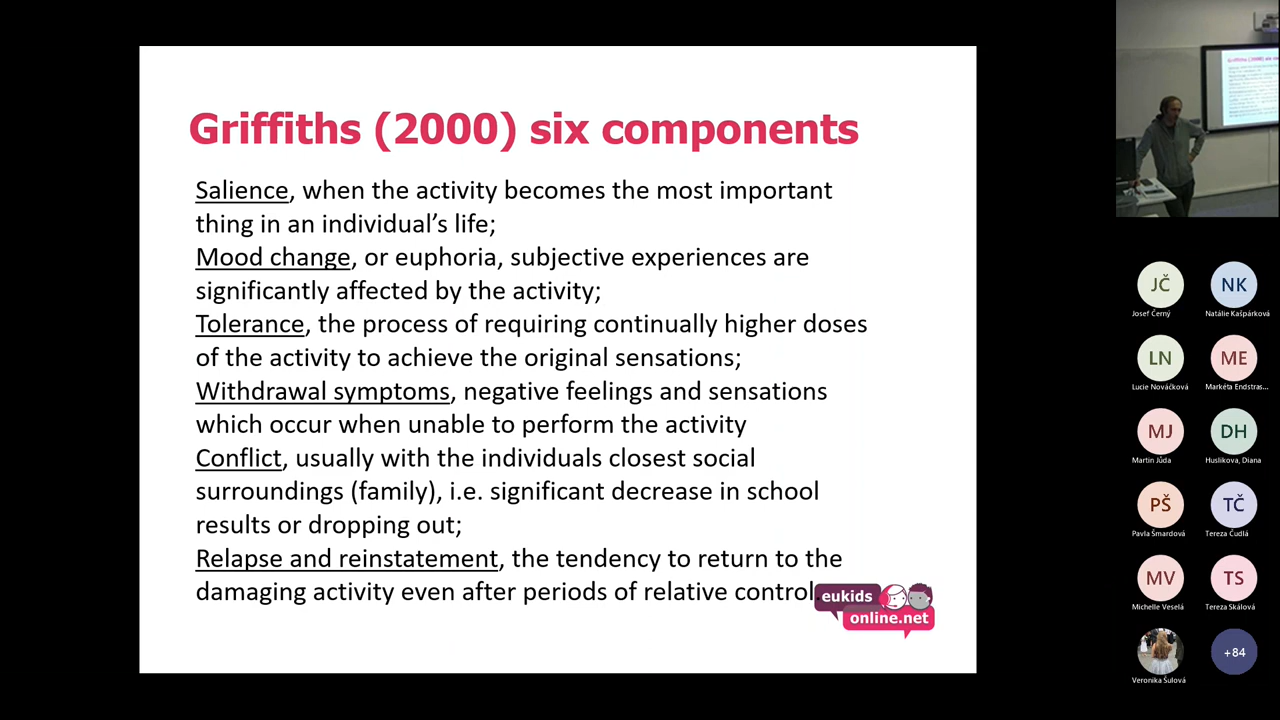 Griffiths (2000) six components
Salience, when the activity becomes the most important
thing in an individual's life;
Mood change, or euphoria, subjective experiences are
significantly affected by the activity;
Tolerance, the process of requiring continually higher doses
of the activity to achieve the original sensations;
Withdrawal symptoms, negative feelings and sensations
which occur when unable to perform the activity
Conflict, usually with the individuals closest social
surroundings (family), i.e. significant decrease in school
results or dropping out;
Relapse and reinstatement, the tendency to return to the
damaging activity even after periods of relative control.
eukids
online.net
JČ NK
Josef Černý Natálie Kašpárková
LN ME
Lucie Nováčková Markéta Endstras...
MJ DH
Martin Jůda Huslikova, Diana
PŠ TČ
Pavla Šmardová Tereza Čudlá
MV TS
Michelle Veselá Tereza Skálová
+84
Veronika Šulová